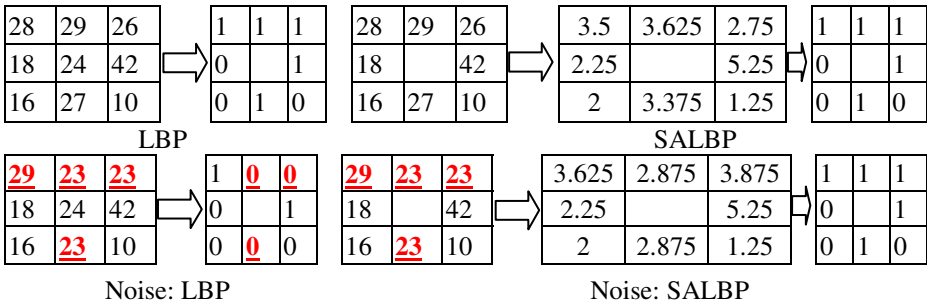 28 29 26 1 1 1 28 29 26 3.5 3.625 2.75 1 1 1
18 24 42 0 1 18 42 2.25 5.25 0 1
16 27 10 0 1 0 16 27 10 2 3.375 1.25 0 1 0
LBP SALBP
29 23 23 1 0 0 29 23 23 3.625 2.875 3.875 1 1 1
18 24 42 0 1 18 42 2.25 5.25 0 1
16 23 10 0 0 0 16 23 10 2 2.875 1.25 0 1 0
Noise: LBP Noise: SALBP